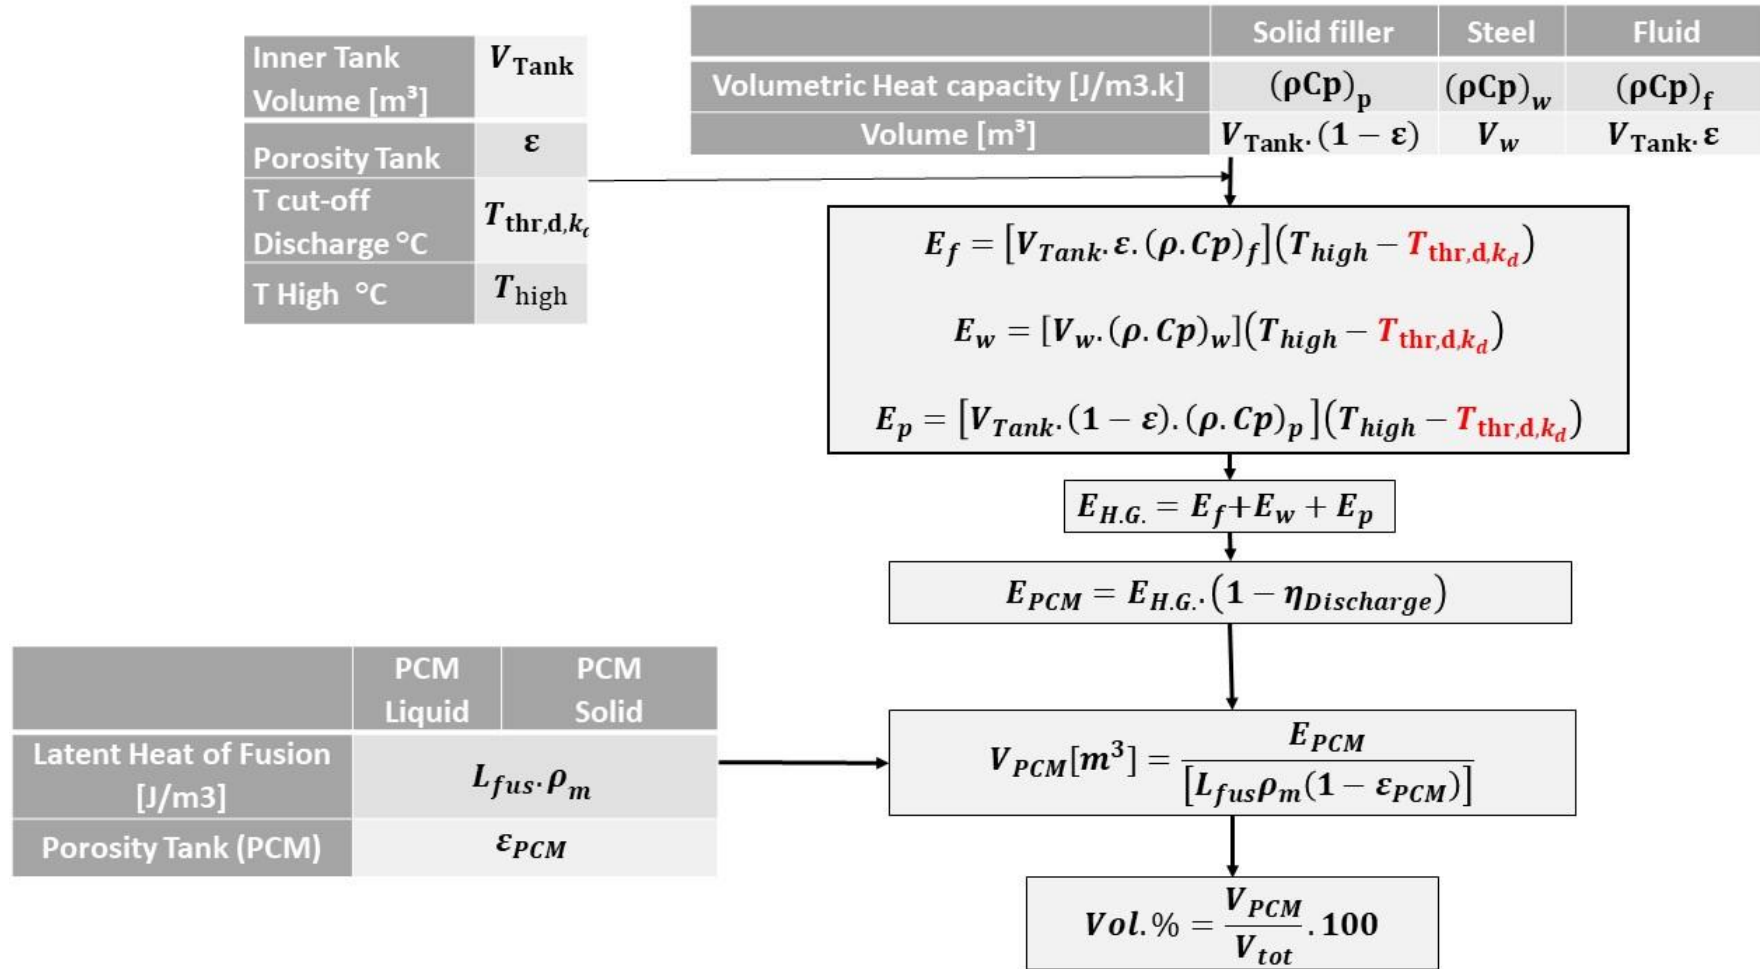 Inner Tank
Volume [m³]
V_Tank
Porosity Tank
ε
T cut-off
Discharge °C
T_thr,d,k_d
T High °C
T_high
Solid filler Steel Fluid
Volumetric Heat capacity [J/m3.k] (ρCp)_p (ρCp)_w (ρCp)_f
Volume [m³] V_Tank.(1 − ε) V_w V_Tank.ε
E_f = [V_Tank.ε.(ρ.Cp)_f](T_high − T_thr,d,k_d)
E_w = [V_w.(ρ.Cp)_w](T_high − T_thr,d,k_d)
E_p = [V_Tank.(1 − ε).(ρ.Cp)_p](T_high − T_thr,d,k_d)
E_H.G. = E_f+E_w + E_p
E_PCM = E_H.G..(1 − η_Discharge)
PCM
Liquid
PCM
Solid
Latent Heat of Fusion
[J/m3]
L_fus.ρ_m
Porosity Tank (PCM)
ε_PCM
V_PCM[m³] = E_PCM / [L_fusρ_m(1 − ε_PCM)]
Vol.% = V_PCM / V_tot . 100